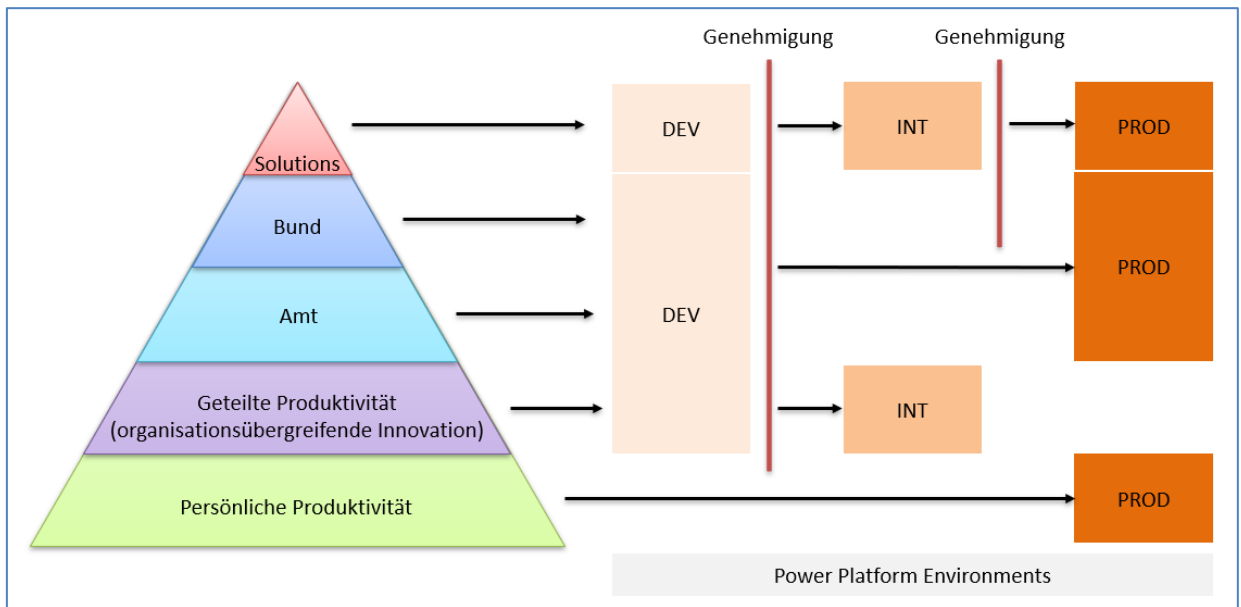 Genehmigung
Genehmigung
Solutions
DEV
INT
PROD
Bund
PROD
Amt
DEV
Geteilte Produktivität
(organisationsübergreifende Innovation)
INT
Persönliche Produktivität
PROD
Power Platform Environments